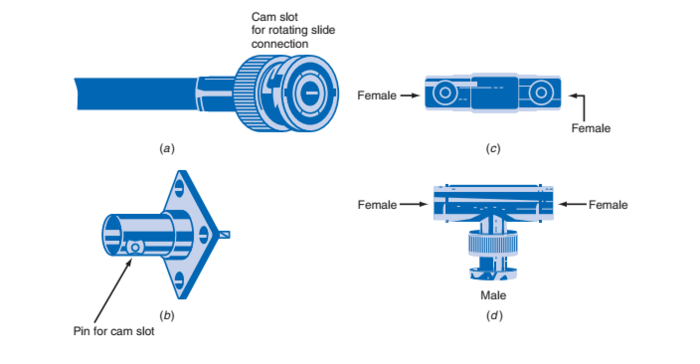 Cam slot
for rotating slide
connection
Female
Female
(a)
(c)
Female
Female
Pin for cam slot
(b)
Male
(d)